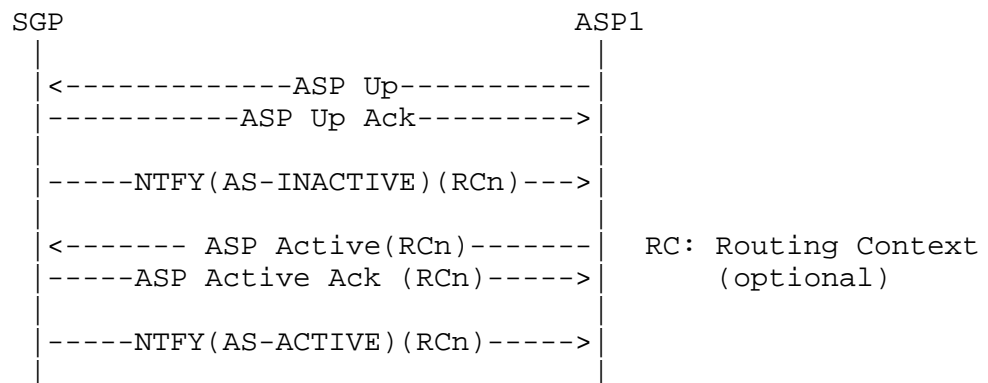 SGP                                     ASP1
 |                                        |
 |<-------------ASP Up-----------|
 |-----------ASP Up Ack--------->|
 |                                        |
 |-----NTFY(AS-INACTIVE)(RCn)--->|
 |                                        |
 |<------- ASP Active(RCn)-------|   RC: Routing Context
 |-----ASP Active Ack (RCn)----->|       (optional)
 |                                        |
 |-----NTFY(AS-ACTIVE)(RCn)----->|
 |                                        |